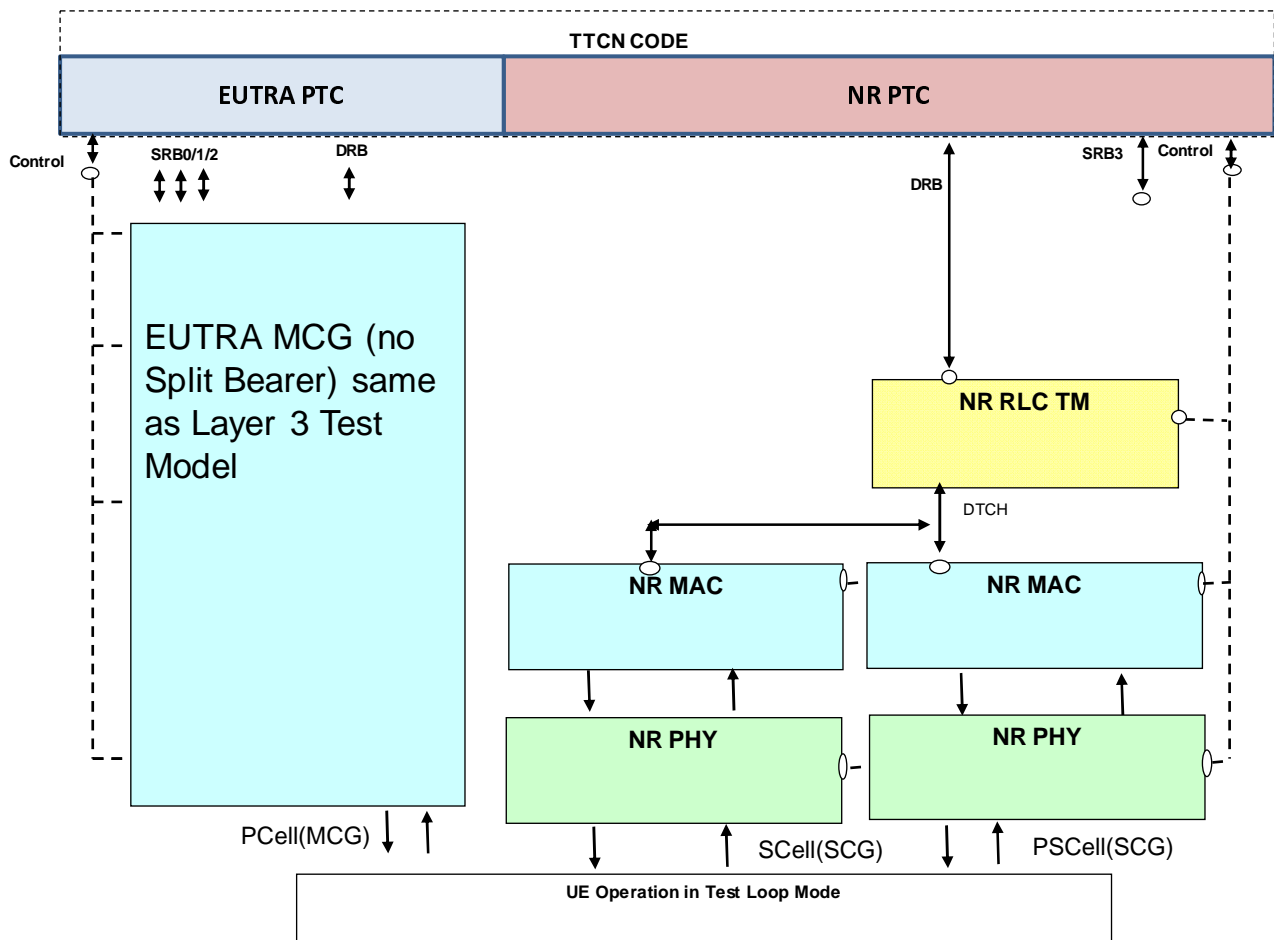 TTCN CODE
EUTRA PTC
NR PTC
Control
SRB0/1/2
DRB
DRB
SRB3
Control
EUTRA MCG (no
Split Bearer) same
as Layer 3 Test
Model
NR RLC TM
DTCH
NR MAC
NR MAC
NR PHY
NR PHY
PCell(MCG)
SCell(SCG)
PSCell(SCG)
UE Operation in Test Loop Mode